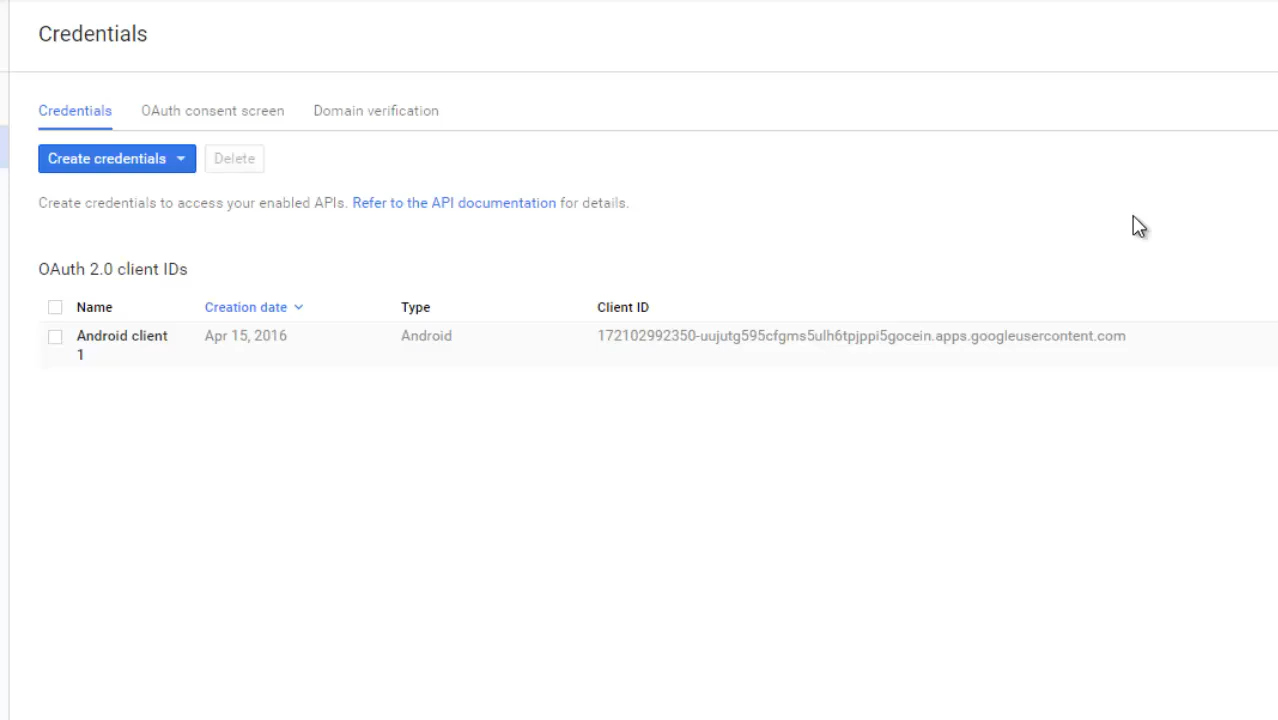 Credentials
Credentials OAuth consent screen Domain verification
Create credentials Delete
Create credentials to access your enabled APIs. Refer to the API documentation for details.
OAuth 2.0 client IDs
Name Creation date Type Client ID
Android client Apr 15, 2016 Android 172102992350-uujutg595cfgms5ulh6tpjppi5gocein.apps.googleusercontent.com
1